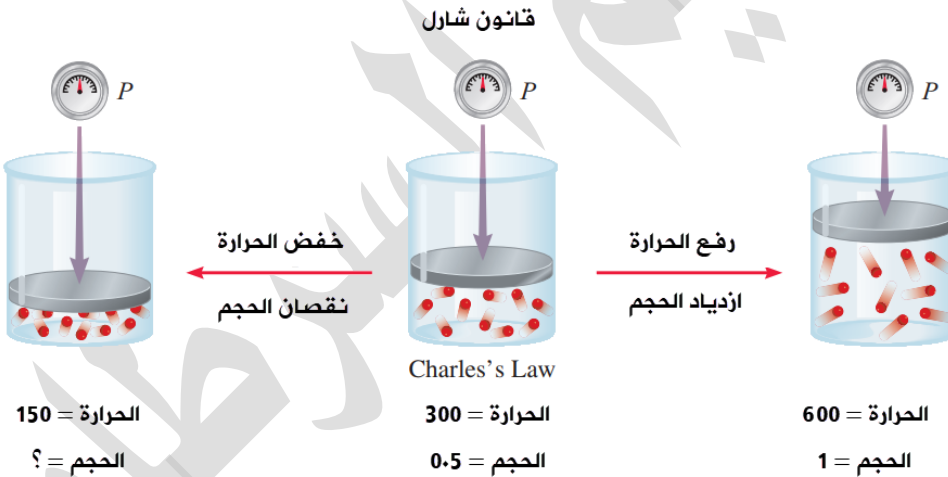 قانون شارل
P
P
P
رفع الحرارة
ازدياد الحجم
خفض الحرارة
نقصان الحجم
Charles’s Law
الحرارة = 600
الحجم = 1
الحرارة = 300
الحجم = 0.5
الحرارة = 150
الحجم = ؟